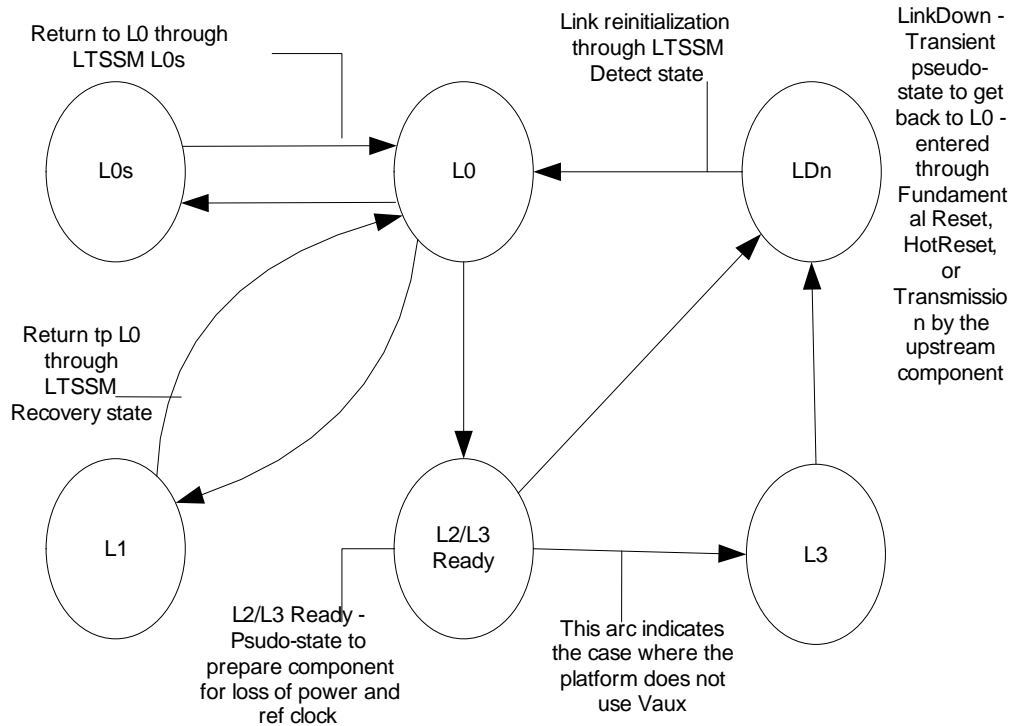 Return to L0 through
LTSSM L0s
Link reinitialization
through LTSSM
Detect state
LinkDown -
Transient
pseudo-
state to get
back to L0 -
entered
through
Fundament
al Reset,
HotReset,
or
Transmissio
n by the
upstream
component
L0s
L0
LDn
Return tp L0
through
LTSSM
Recovery state
L1
L2/L3
Ready
L3
L2/L3 Ready -
Psudo-state to
prepare component
for loss of power and
ref clock
This arc indicates
the case where the
platform does not
use Vaux